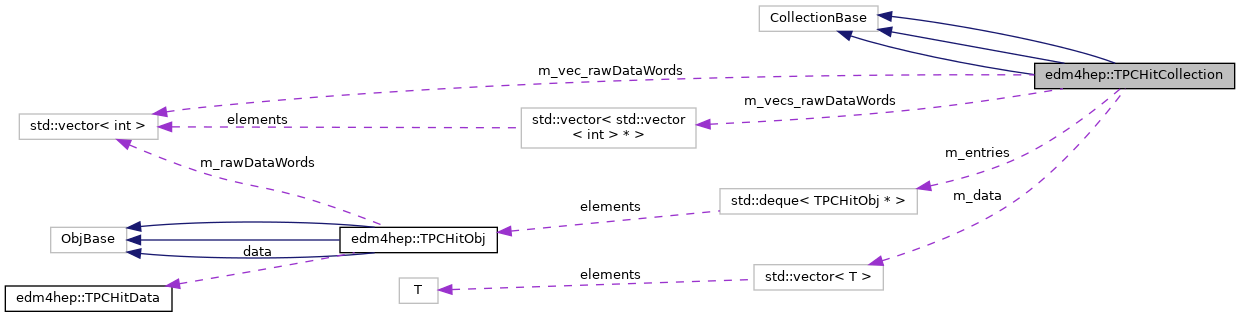 CollectionBase
edm4hep::TPCHitCollection
m_vec_rawDataWords
m_vecs_rawDataWords
std::vector< int >
elements
std::vector< std::vector
< int > * >
m_rawDataWords
m_entries
m_data
std::deque< TPCHitObj * >
elements
ObjBase
edm4hep::TPCHitObj
data
std::vector< T >
elements
T
edm4hep::TPCHitData